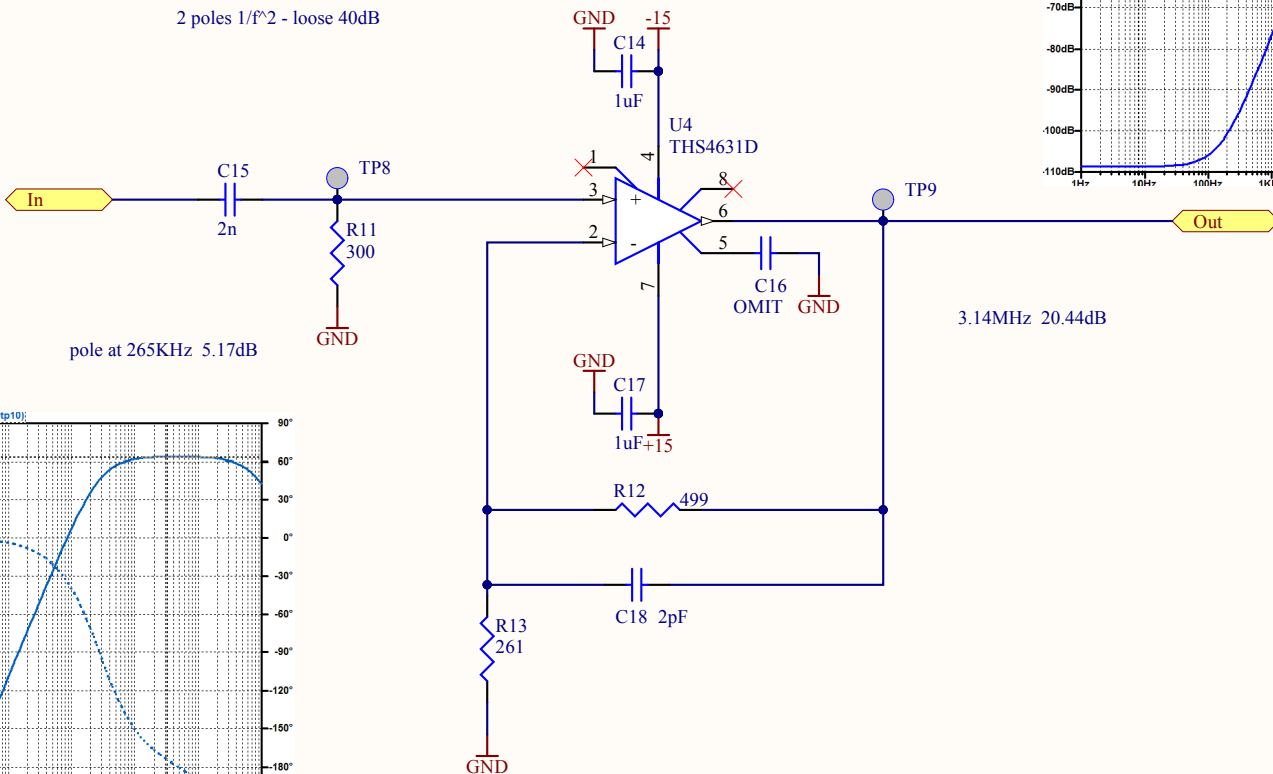 2 poles 1/f^2 - loose 40dB
GND
-15
C14
1uF
U4
THS4631D
-70dB
-80dB
-90dB
-100dB
-110dB
1Hz
10Hz
100Hz
1KH
In
C15
2n
TP8
R11
300
GND
1
3
2
4
+
-
7
8
6
5
C16
OMIT
GND
TP9
Out
3.14MHz 20.44dB
pole at 265KHz 5.17dB
GND
C17
1uF
+15
R12
499
C18 2pF
R13
261
GND
tp10)
90°
60°
30°
0°
-30°
-60°
-90°
-120°
-150°
-180°